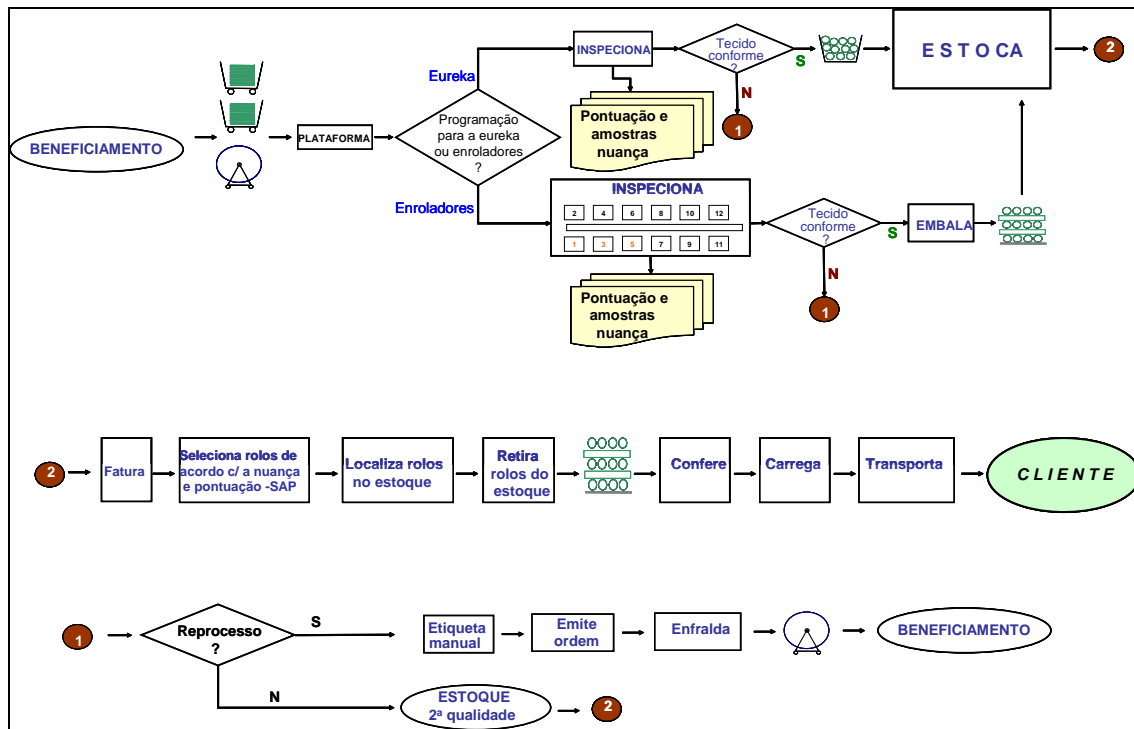 BENEFICIAMENTO
PLATAFORMA
Programação
para a eureka
ou enroladores
?
Eureka
INSPECIONA
Pontuação e
amostras
nuança
Tecido
conforme
?
S
N
1
E S T O C A
2
Enroladores
INSPECIONA
2 4 6 8 10 12
1 3 5 7 9 11
Pontuação e
amostras
nuança
Tecido
conforme
?
S
N
1
EMBALA
2
Fatura
Seleciona rolos de
acordo c/ a nuança
e pontuação -SAP
Localiza rolos
no estoque
Retira
rolos do
estoque
Confere
Carrega
Transporta
C L I E N T E
1
Reprocesso
?
S
Etiqueta
manual
Emite
ordem
Enfralda
BENEFICIAMENTO
N
ESTOQUE
2ª qualidade
2